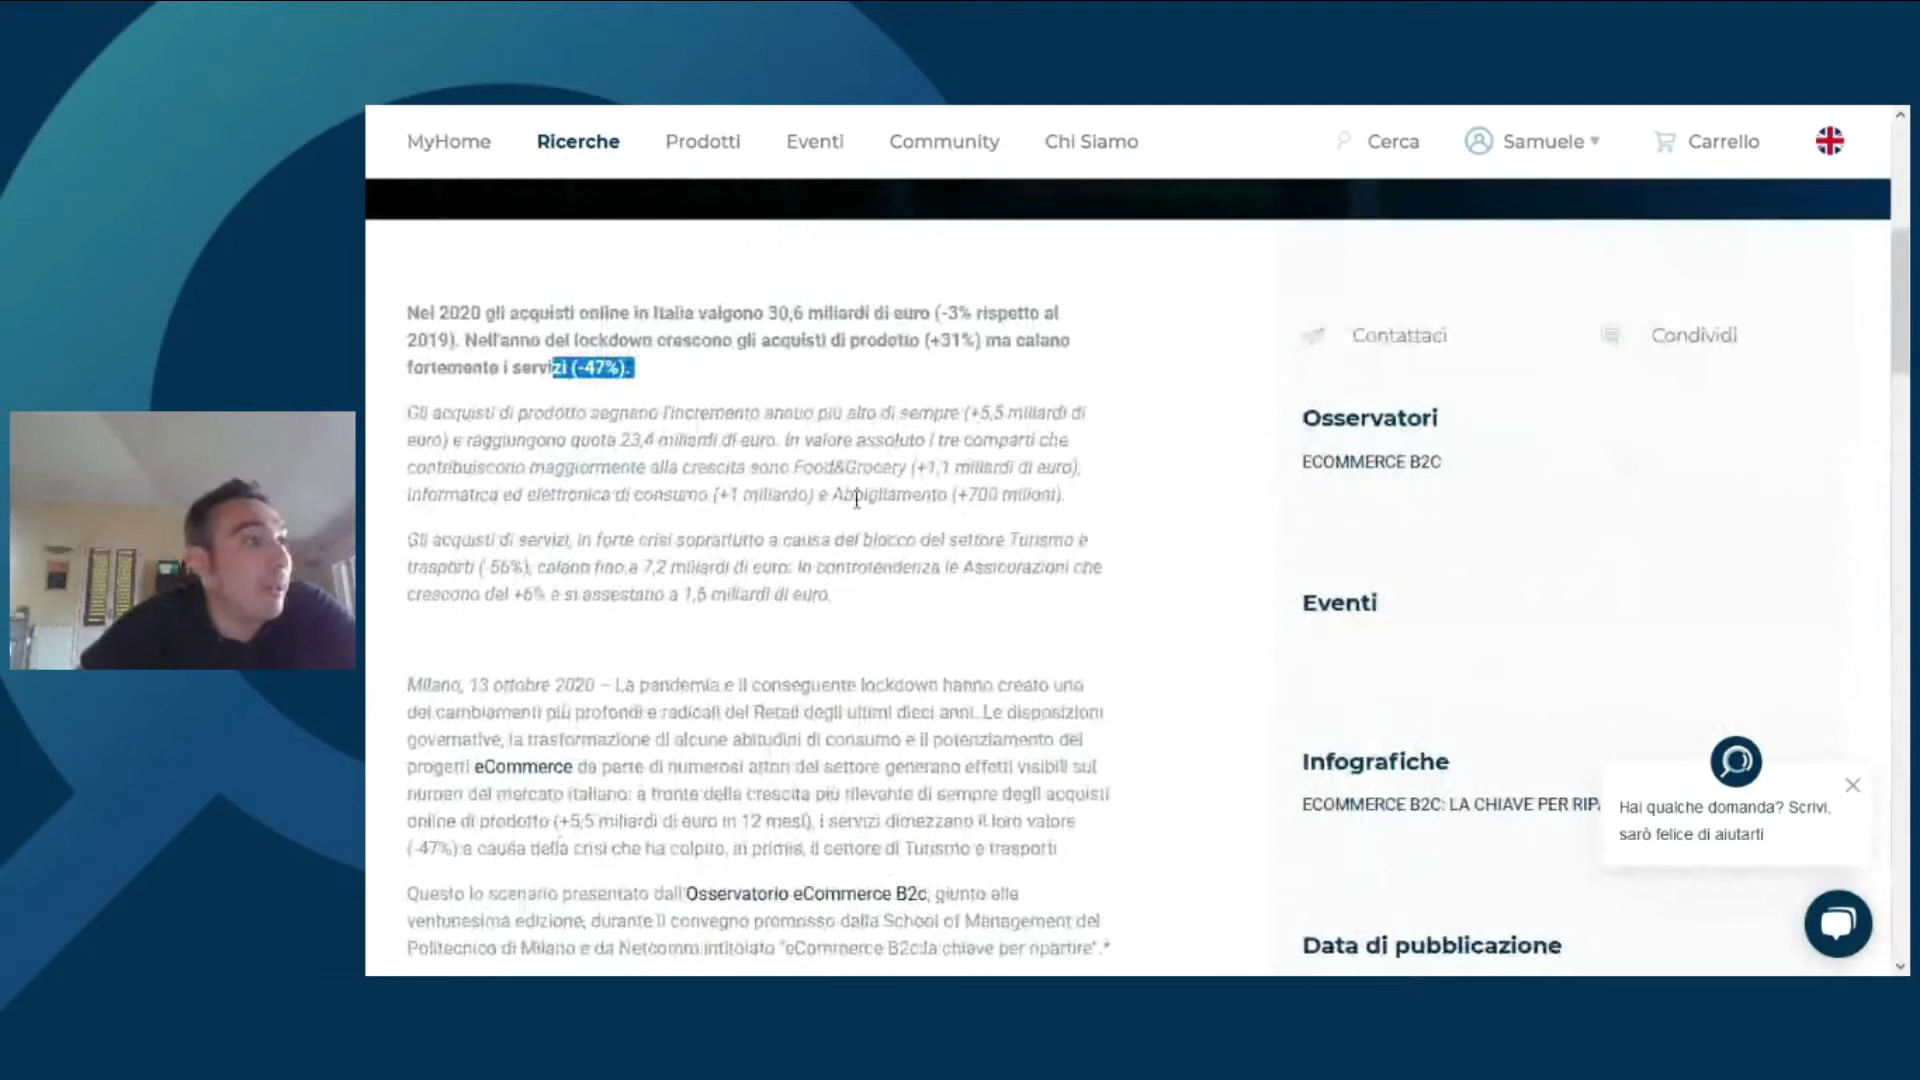 MyHome Ricerche Prodotti Eventi Community Chi Siamo Cerca Samuele Carrello
Nel 2020 gli acquisti online in Italia valgono 30,6 miliardi di euro (-3% rispetto al
2019). Nell'anno del lockdown crescono gli acquisti di prodotto (+31%) ma calano
fortemente i servizi (-47%).
Gli acquisti di prodotto segnano l'incremento annuo più alto di sempre (+5,5 miliardi di
euro) e raggiungono quota 23,4 miliardi di euro. In valore assoluto i tre comparti che
contribuiscono maggiormente alla crescita sono Food&Grocery (+1,1 miliardi di euro),
Informatica ed elettronica di consumo (+1 miliardo) e Abbigliamento (+700 milioni).
Gli acquisti di servizi, in forte crisi soprattutto a causa del blocco del settore Turismo e
trasporti (-56%), calano fino a 7,2 miliardi di euro. In controtendenza le Assicurazioni che
crescono del +6% e si assestano a 1,5 miliardi di euro.
Milano, 13 ottobre 2020 – La pandemia e il conseguente lockdown hanno creato uno
dei cambiamenti più profondi e radicali del Retail degli ultimi dieci anni. Le disposizioni
governative, la trasformazione di alcune abitudini di consumo e il potenziamento dei
progetti eCommerce da parte di numerosi attori del settore generano effetti visibili sui
numeri del mercato italiano: a fronte della crescita più rilevante di sempre degli acquisti
online di prodotto (+5,5 miliardi di euro in 12 mesi), i servizi dimezzano il loro valore
(-47%) a causa della crisi che ha colpito, in primis, il settore di Turismo e trasporti
Questo lo scenario presentato dall'Osservatorio eCommerce B2c, giunto alla
ventunesima edizione, durante il convegno promosso dalla School of Management del
Politecnico di Milano e da Netcomm intitolato "eCommerce B2c:la chiave per ripartire".*
Contattaci Condividi
Osservatori
ECOMMERCE B2C
Eventi
Infografiche
ECOMMERCE B2C: LA CHIAVE PER RIPA
Hai qualche domanda? Scrivi,
sarò felice di aiutarti
Data di pubblicazione